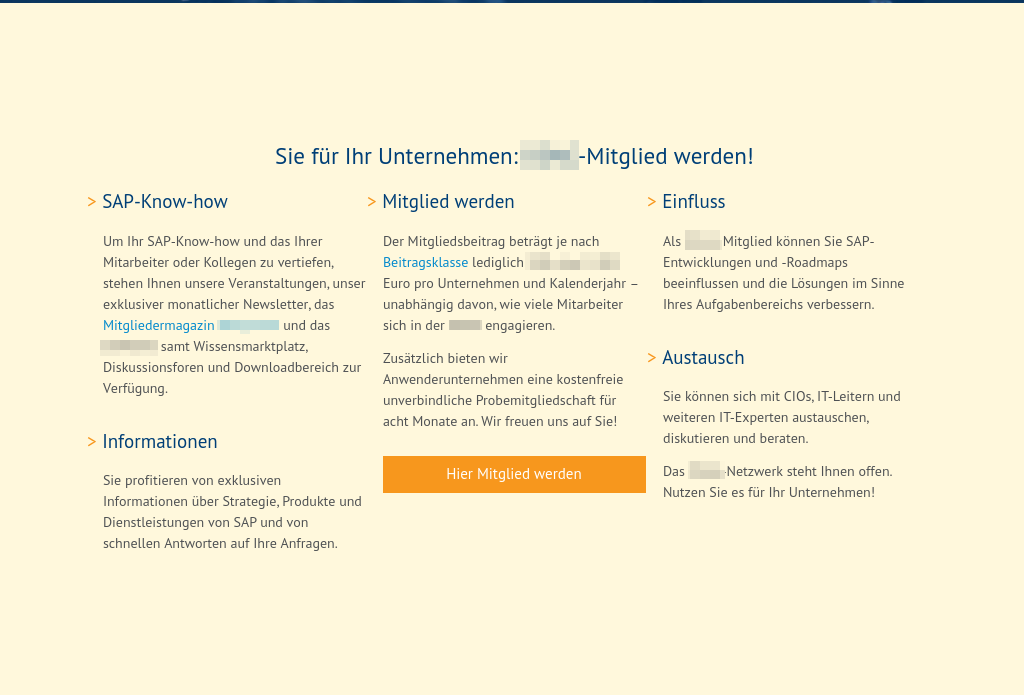 Sie für Ihr Unternehmen: -Mitglied werden!
> SAP-Know-how
Um Ihr SAP-Know-how und das Ihrer
Mitarbeiter oder Kollegen zu vertiefen,
stehen Ihnen unsere Veranstaltungen, unser
exklusiver monatlicher Newsletter, das
Mitgliedermagazin und das
samt Wissensmarktplatz,
Diskussionsforen und Downloadbereich zur
Verfügung.
> Informationen
Sie profitieren von exklusiven
Informationen über Strategie, Produkte und
Dienstleistungen von SAP und von
schnellen Antworten auf Ihre Anfragen.
> Mitglied werden
Der Mitgliedsbeitrag beträgt je nach
Beitragsklasse lediglich
Euro pro Unternehmen und Kalenderjahr –
unabhängig davon, wie viele Mitarbeiter
sich in der engagieren.
Zusätzlich bieten wir
Anwenderunternehmen eine kostenfreie
unverbindliche Probemitgliedschaft für
acht Monate an. Wir freuen uns auf Sie!
Hier Mitglied werden
> Einfluss
Als Mitglied können Sie SAP-
Entwicklungen und -Roadmaps
beeinflussen und die Lösungen im Sinne
Ihres Aufgabenbereichs verbessern.
> Austausch
Sie können sich mit CIOs, IT-Leitern und
weiteren IT-Experten austauschen,
diskutieren und beraten.
Das -Netzwerk steht Ihnen offen.
Nutzen Sie es für Ihr Unternehmen!